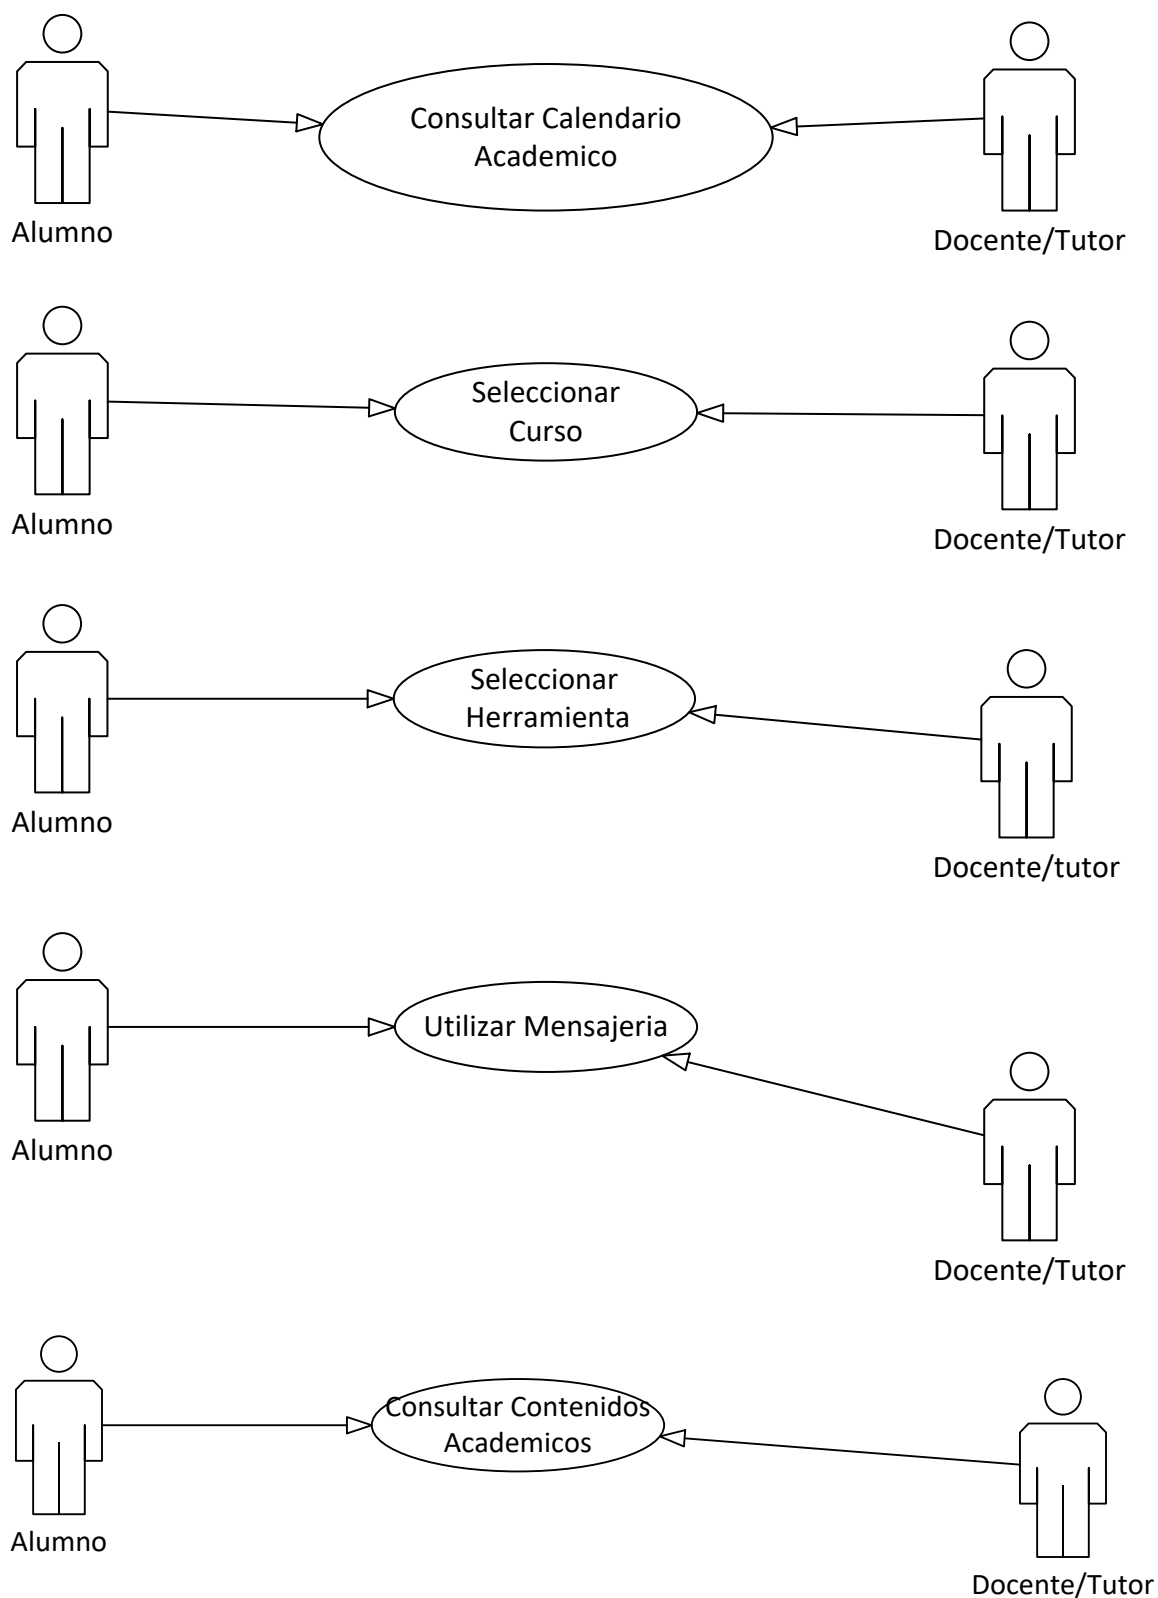 Consultar Calendario
Academico
Alumno
Docente/Tutor
Seleccionar
Curso
Alumno
Docente/Tutor
Seleccionar
Herramienta
Alumno
Docente/tutor
Utilizar Mensajeria
Alumno
Docente/Tutor
Consultar Contenidos
Academicos
Alumno
Docente/Tutor